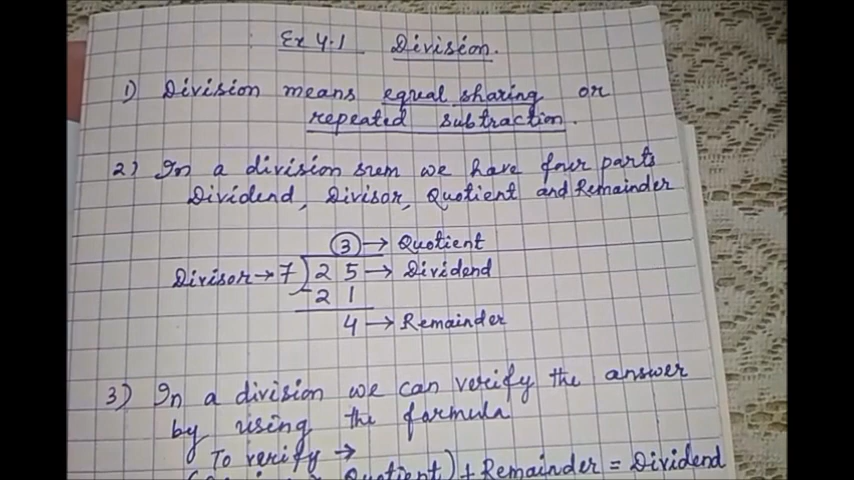 Ex 4.1 Division.
1) Division means equal sharing or
repeated subtraction.
2) In a division sum we have four parts
Dividend, Divisor, Quotient and Remainder
3 → Quotient
Divisor → 7) 2 5 → Dividend
- 2 1
4 → Remainder
3) In a division we can verify the answer
by using the formula
To verify →
Quotient) + Remainder = Dividend